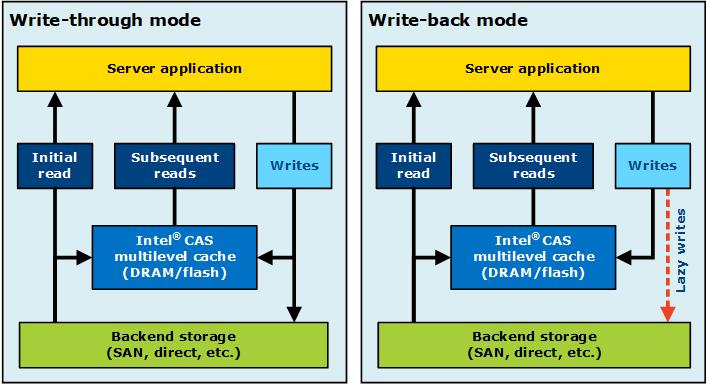 Write-through mode
Server application
Initial
read
Subsequent
reads
Writes
Intel® CAS
multilevel cache
(DRAM/flash)
Backend storage
(SAN, direct, etc.)
Write-back mode
Server application
Initial
read
Subsequent
reads
Writes
Intel® CAS
multilevel cache
(DRAM/flash)
Lazy writes
Backend storage
(SAN, direct, etc.)